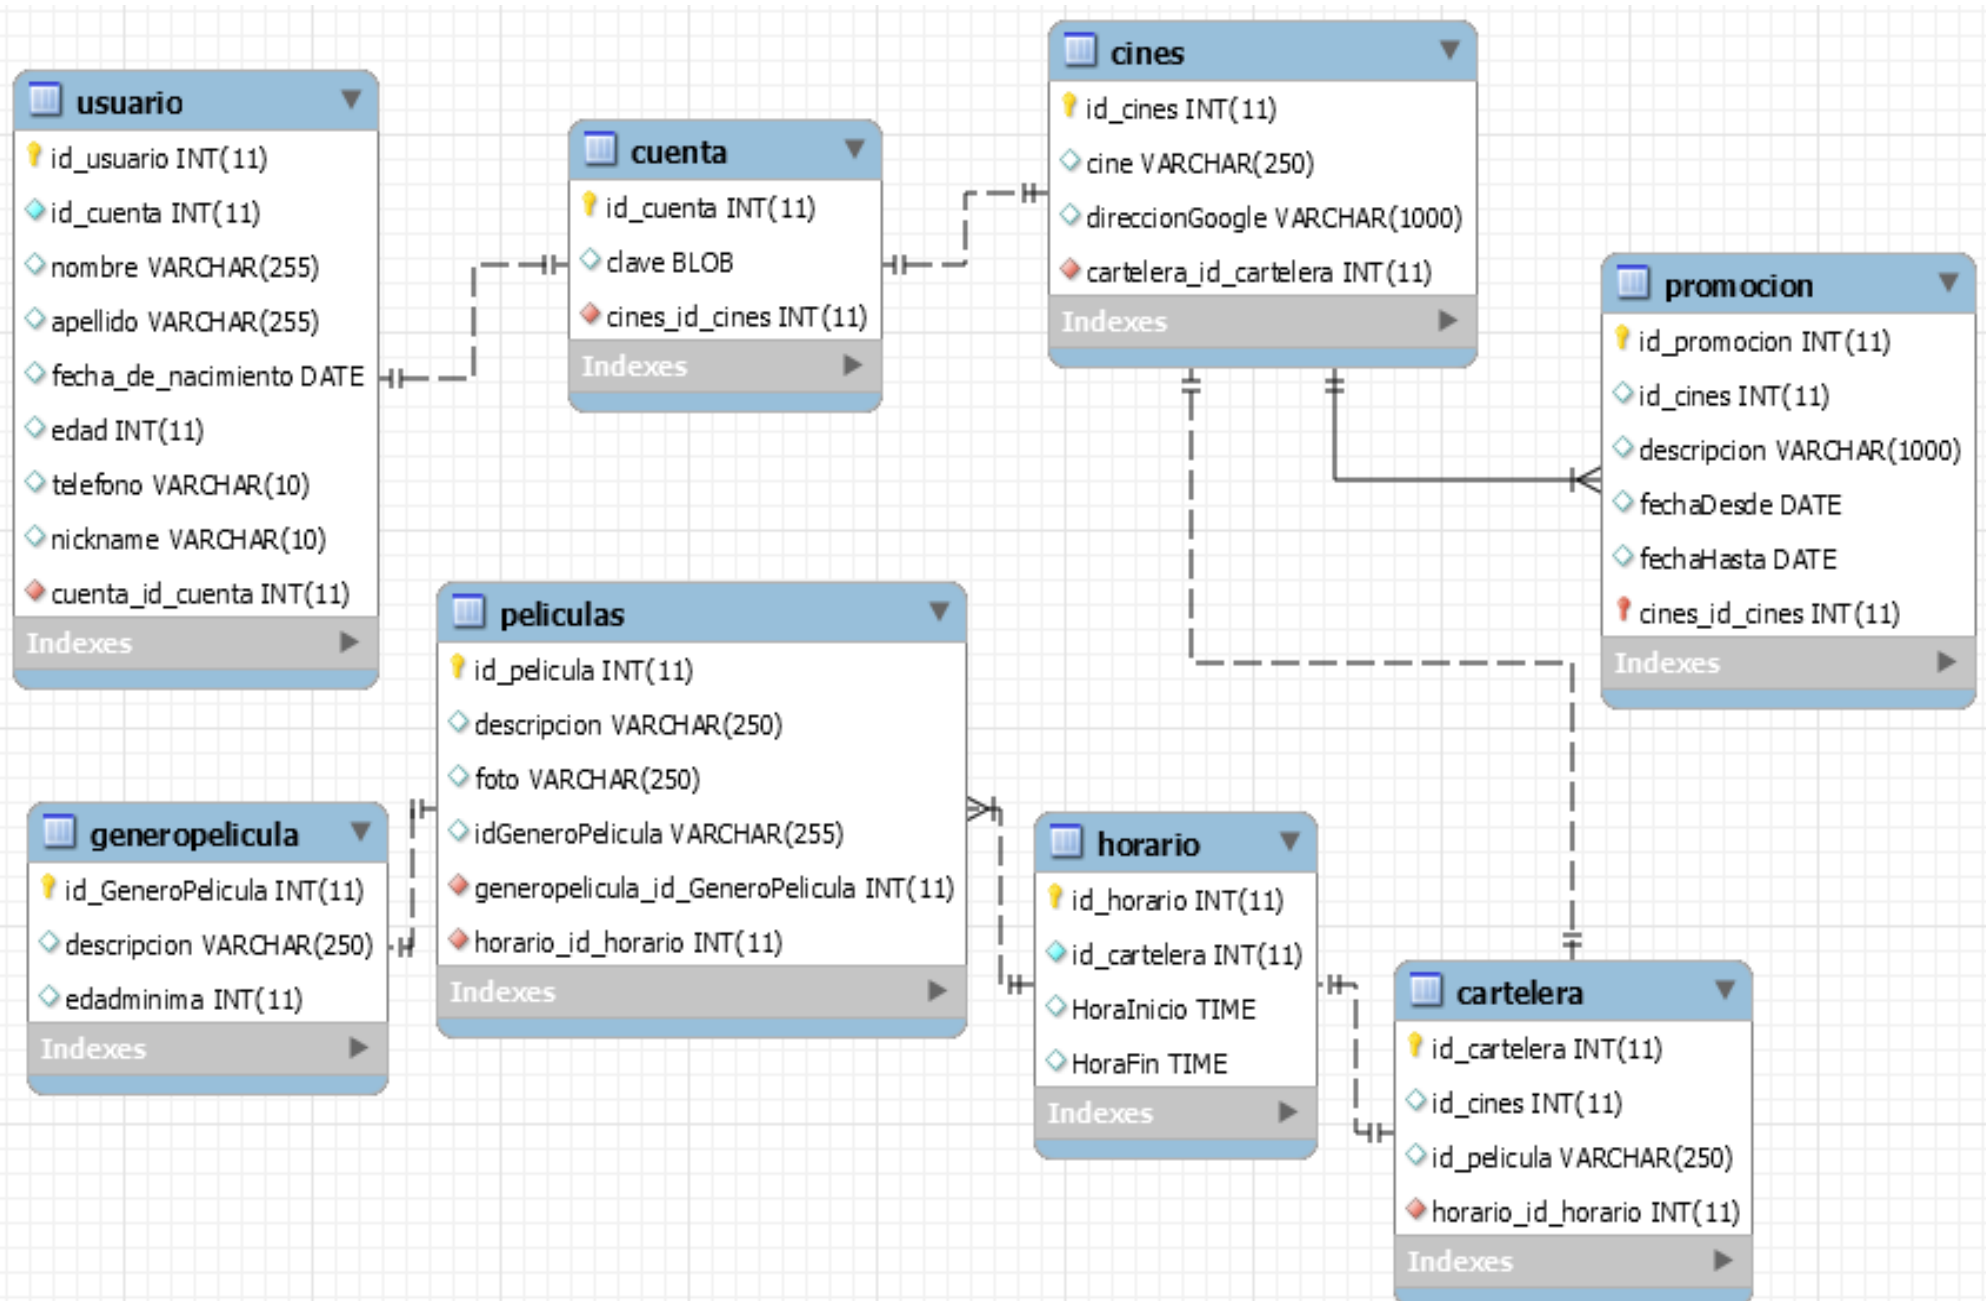 usuario
id_usuario INT(11)
id_cuenta INT(11)
nombre VARCHAR(255)
apellido VARCHAR(255)
fecha_de_nacimiento DATE
edad INT(11)
telefono VARCHAR(10)
nickname VARCHAR(10)
cuenta_id_cuenta INT(11)
Indexes
cuenta
id_cuenta INT(11)
clave BLOB
cines_id_cines INT(11)
Indexes
cines
id_cines INT(11)
cine VARCHAR(250)
direccionGoogle VARCHAR(1000)
cartelera_id_cartelera INT(11)
Indexes
promocion
id_promocion INT(11)
id_cines INT(11)
descripcion VARCHAR(1000)
fechaDesde DATE
fechaHasta DATE
cines_id_cines INT(11)
Indexes
peliculas
id_pelicula INT(11)
descripcion VARCHAR(250)
foto VARCHAR(250)
idGeneroPelicula VARCHAR(255)
generopelicula_id_GeneroPelicula INT(11)
horario_id_horario INT(11)
Indexes
generopelicula
id_GeneroPelicula INT(11)
descripcion VARCHAR(250)
edadminima INT(11)
Indexes
horario
id_horario INT(11)
id_cartelera INT(11)
HoraInicio TIME
HoraFin TIME
Indexes
cartelera
id_cartelera INT(11)
id_cines INT(11)
id_pelicula VARCHAR(250)
horario_id_horario INT(11)
Indexes